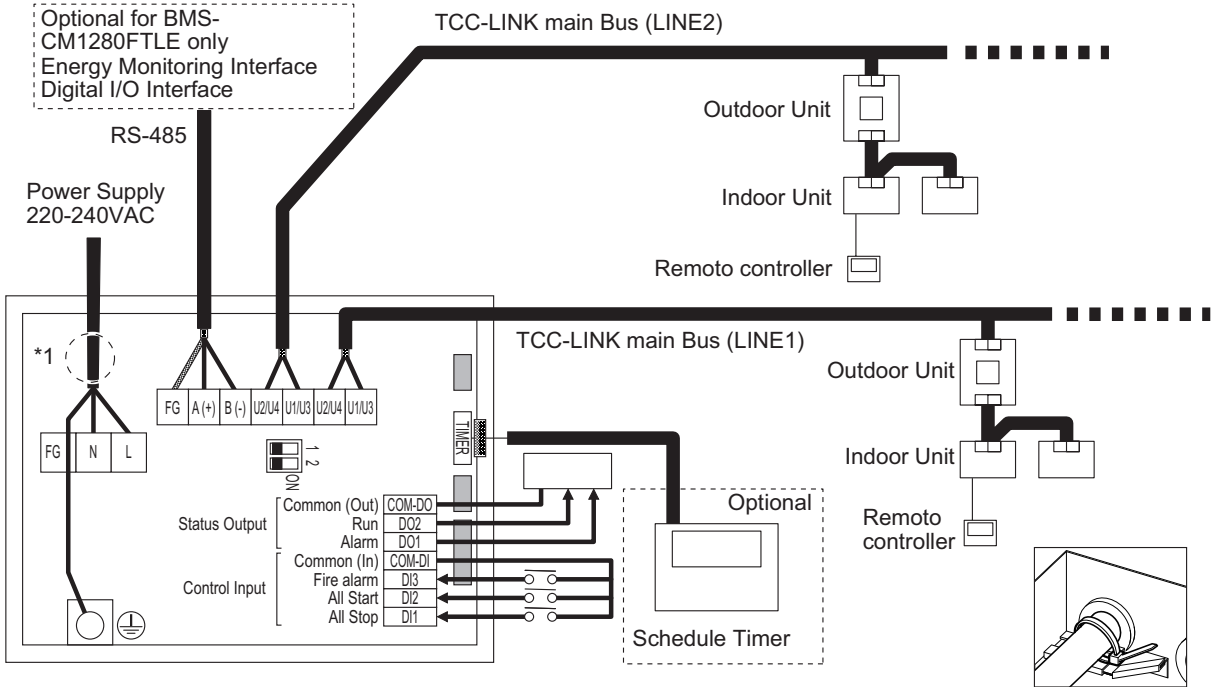 Optional for BMS-
CM1280FTLE only
Energy Monitoring Interface
Digital I/O Interface
TCC-LINK main Bus (LINE2)
RS-485
Outdoor Unit
Power Supply
220-240VAC
Indoor Unit
Remoto controller
*1
TCC-LINK main Bus (LINE1)
Outdoor Unit
FG A (+) B (-) U2/U4 U1/U3 U2/U4 U1/U3
TIMER
FG N L
1
2
ON
Indoor Unit
Optional
Remoto
controller
Status Output
Common (Out) COM-DO
Run DO2
Alarm DO1
Control Input
Common (In) COM-DI
Fire alarm DI3
All Start DI2
All Stop DI1
Schedule Timer